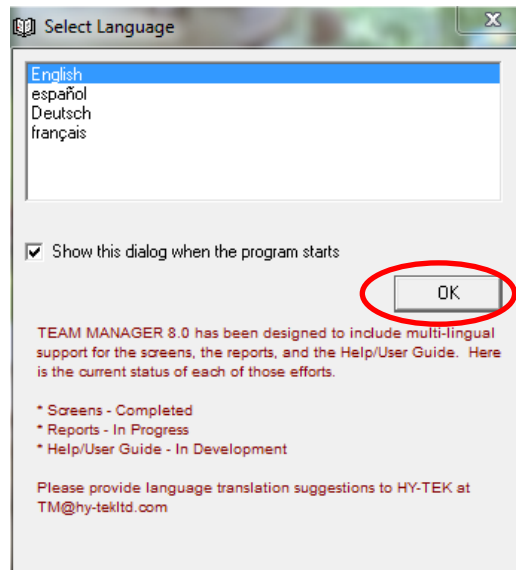 Select Language
English
español
Deutsch
français
Show this dialog when the program starts
OK
TEAM MANAGER 8.0 has been designed to include multi-lingual
support for the screens, the reports, and the Help/User Guide.  Here
is the current status of each of those efforts.
* Screens - Completed
* Reports - In Progress
* Help/User Guide - In Development
Please provide language translation suggestions to HY-TEK at
TM@hy-tekltd.com